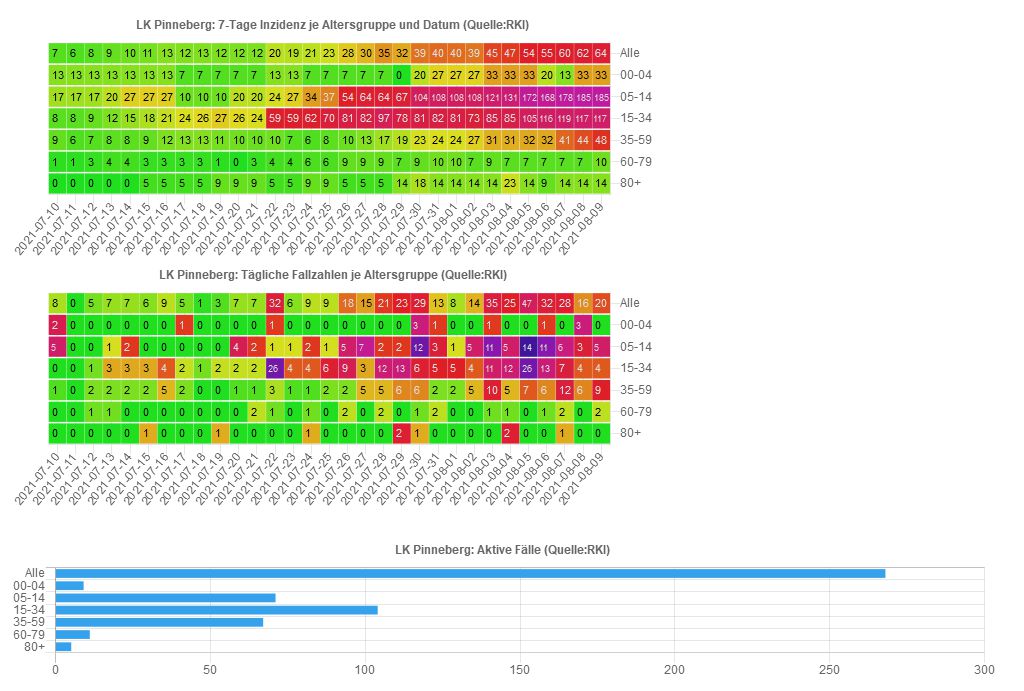 LK Pinneberg: 7-Tage Inzidenz je Altersgruppe und Datum (Quelle:RKI)
7 6 8 9 10 11 13 12 13 12 12 12 20 19 21 23 28 30 35 32 39 40 40 39 45 47 54 55 60 62 64 Alle
13 13 13 13 13 13 13 7 7 7 7 7 13 13 7 7 7 7 7 0 20 27 27 27 33 33 33 20 13 33 33 00-04
17 17 17 20 27 27 27 10 10 10 20 20 24 27 34 37 54 64 64 67 104 108 108 108 121 131 172 168 178 185 185 05-14
8 8 9 12 15 18 21 24 26 27 26 24 59 59 62 70 81 82 97 78 81 82 81 73 85 85 105 116 119 117 117 15-34
9 6 7 8 8 9 12 13 13 11 10 10 10 7 6 8 10 13 17 19 23 24 24 27 31 31 32 32 41 44 48 35-59
1 1 3 4 4 3 3 3 3 1 0 3 4 4 6 6 9 9 9 7 9 10 10 7 9 7 7 7 7 7 10 60-79
0 0 0 0 0 5 5 5 5 9 9 9 5 5 9 9 5 5 5 14 18 14 14 14 14 23 14 9 14 14 14 80+
2021-07-10 2021-07-11 2021-07-12 2021-07-13 2021-07-14 2021-07-15 2021-07-16 2021-07-17 2021-07-18 2021-07-19 2021-07-20 2021-07-21 2021-07-22 2021-07-23 2021-07-24 2021-07-25 2021-07-26 2021-07-27 2021-07-28 2021-07-29 2021-07-30 2021-07-31 2021-08-01 2021-08-02 2021-08-03 2021-08-04 2021-08-05 2021-08-06 2021-08-07 2021-08-08 2021-08-09
LK Pinneberg: Tägliche Fallzahlen je Altersgruppe (Quelle:RKI)
8 0 5 7 7 6 9 5 1 3 7 7 32 6 9 9 18 15 21 23 29 13 8 14 35 25 47 32 28 16 20 Alle
2 0 0 0 0 0 0 1 0 0 0 0 1 0 0 0 0 0 0 0 3 1 0 0 1 0 0 1 0 3 0 00-04
5 0 0 1 2 0 0 0 0 0 4 2 1 1 2 1 5 7 2 2 12 3 1 5 11 5 14 11 6 3 5 05-14
0 0 1 3 3 3 4 2 1 2 2 2 26 4 4 6 9 3 12 13 6 5 5 4 11 12 26 13 7 4 4 15-34
1 0 2 2 2 2 5 2 0 0 1 1 3 1 1 2 2 5 5 6 6 2 2 5 10 5 7 6 12 6 9 35-59
0 0 1 1 0 0 0 0 0 0 0 2 1 0 1 0 2 0 2 0 1 2 0 0 1 1 0 1 2 0 2 60-79
0 0 0 0 0 1 0 0 0 1 0 0 0 0 1 0 0 0 0 2 1 0 0 0 0 2 0 0 1 0 0 80+
2021-07-10 2021-07-11 2021-07-12 2021-07-13 2021-07-14 2021-07-15 2021-07-16 2021-07-17 2021-07-18 2021-07-19 2021-07-20 2021-07-21 2021-07-22 2021-07-23 2021-07-24 2021-07-25 2021-07-26 2021-07-27 2021-07-28 2021-07-29 2021-07-30 2021-07-31 2021-08-01 2021-08-02 2021-08-03 2021-08-04 2021-08-05 2021-08-06 2021-08-07 2021-08-08 2021-08-09
LK Pinneberg: Aktive Fälle (Quelle:RKI)
Alle
00-04
05-14
15-34
35-59
60-79
80+
0 50 100 150 200 250 300